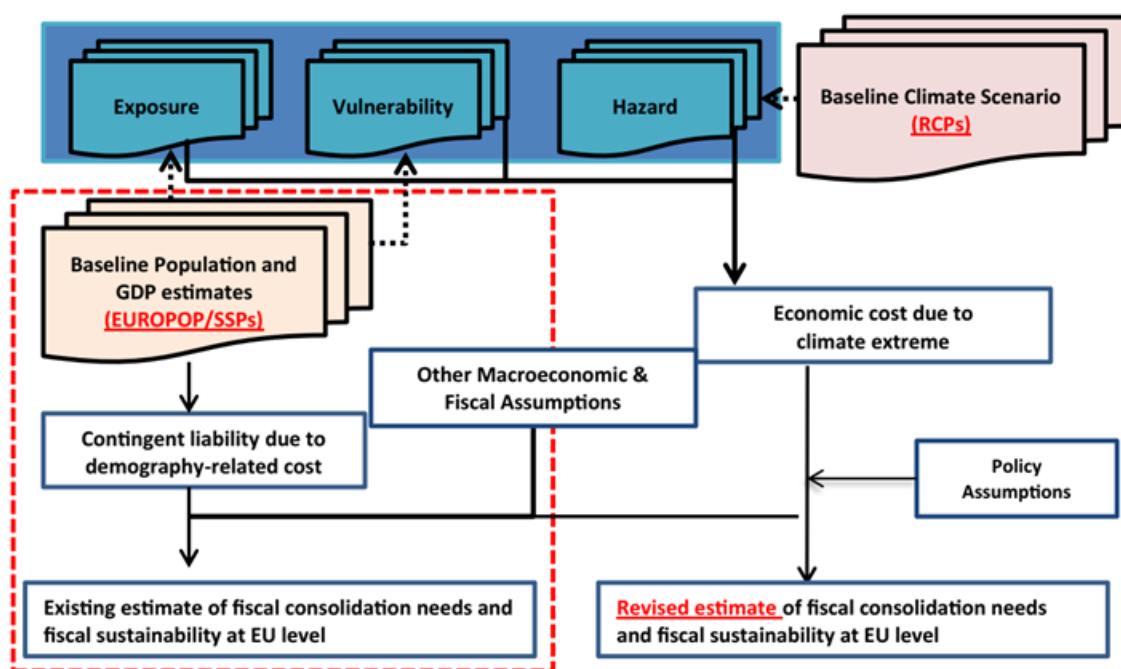 Exposure
Vulnerability
Hazard
Baseline Climate Scenario
(RCPs)
Baseline Population and
GDP estimates
(EUROPOP/SSPs)
Economic cost due to
climate extreme
Other Macroeconomic &
Fiscal Assumptions
Contingent liability due to
demography-related cost
Policy
Assumptions
Existing estimate of fiscal consolidation needs and
fiscal sustainability at EU level
Revised estimate of fiscal consolidation needs
and fiscal sustainability at EU level